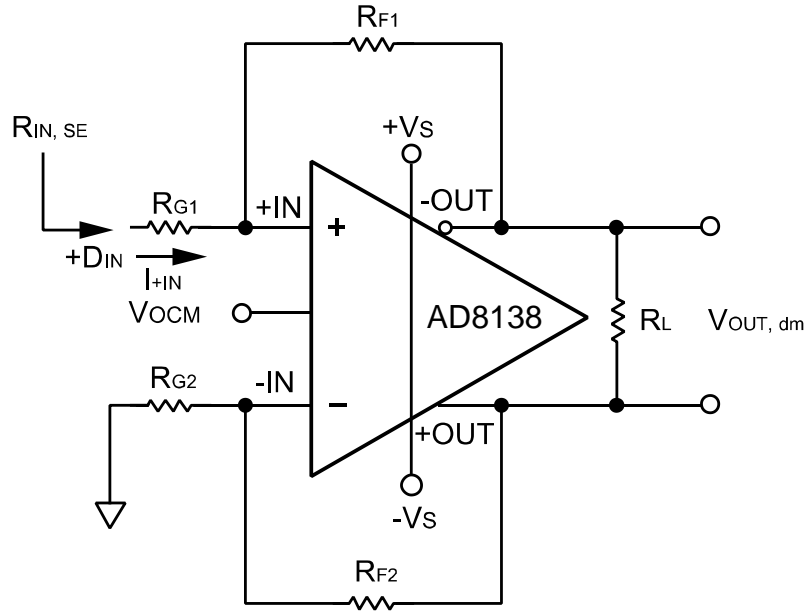 RF1
RIN, SE
+VS
RG1
+IN
-OUT
+
+DIN
I+IN
VOCM
AD8138
RL
VOUT, dm
RG2
-IN
−
+OUT
-VS
RF2